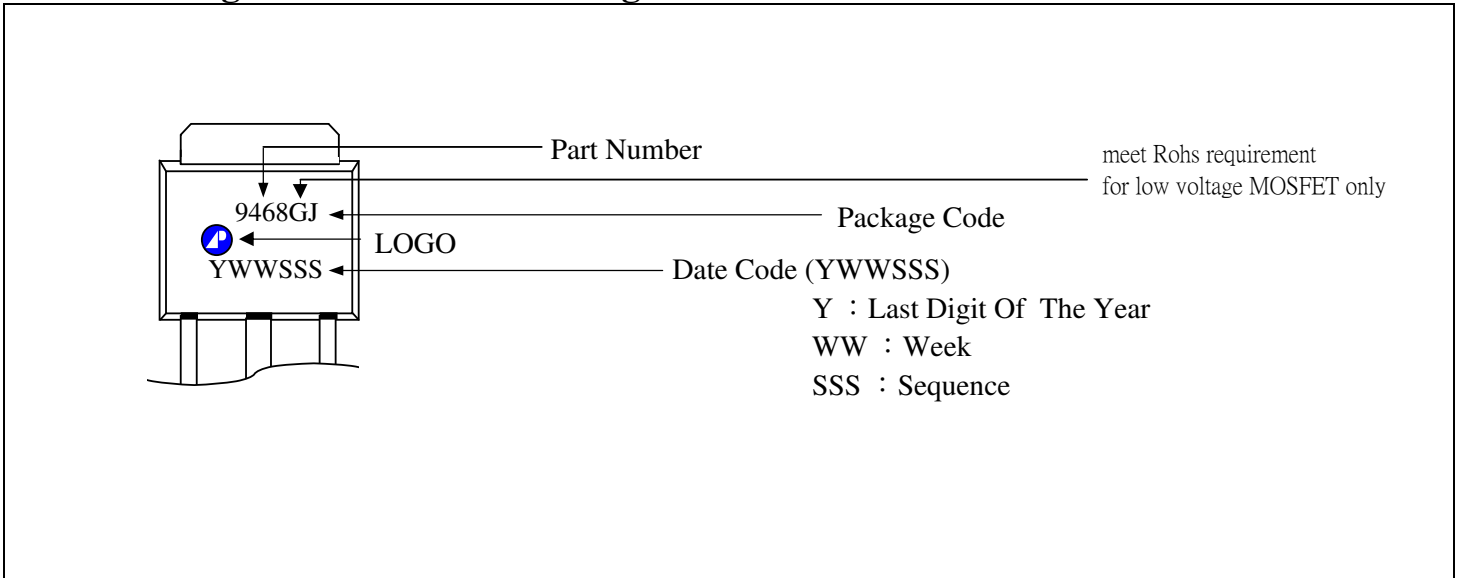 Part Number
meet Rohs requirement
for low voltage MOSFET only
9468GJ
Package Code
LOGO
YWWSSS
Date Code (YWWSSS)
Y：Last Digit Of The Year
WW：Week
SSS：Sequence